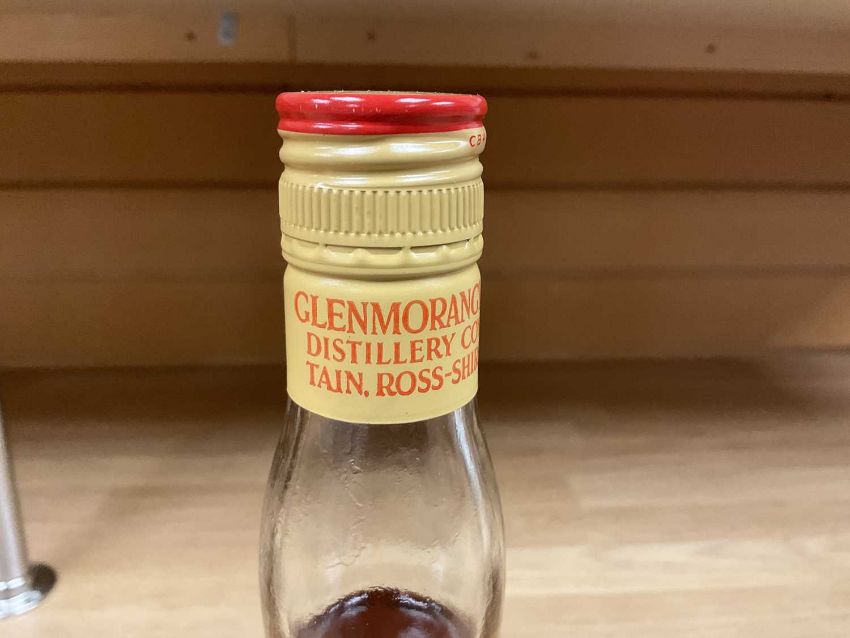 GLENMORANG
DISTILLERY CO
TAIN, ROSS-SHI